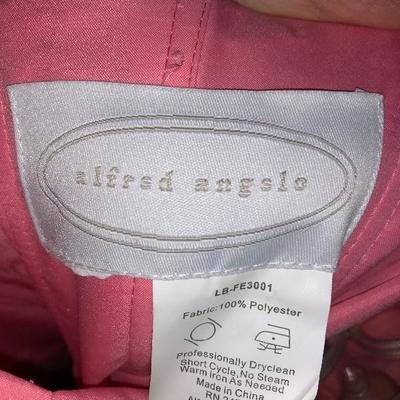 alfred angelo
LB-FE3001
Fabric:100% Polyester
Professionally Dryclean
Short Cycle, No Steam
Warm Iron As Needed
Made in China
RN